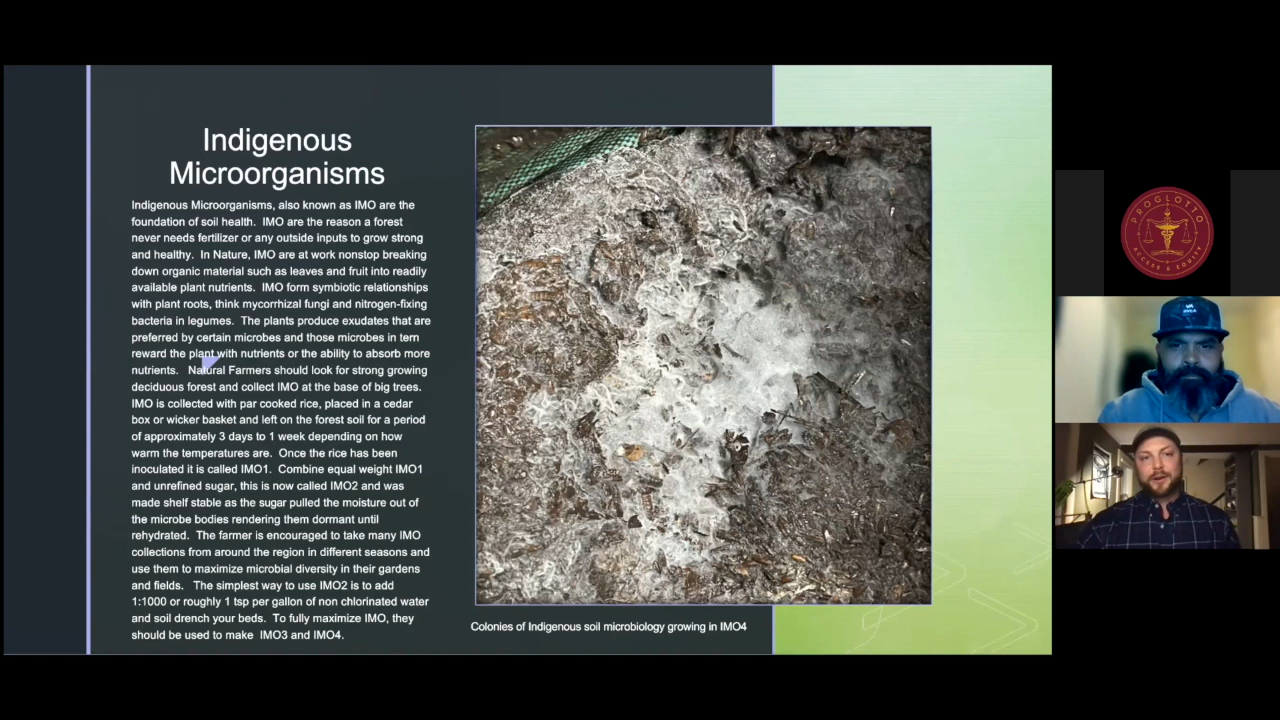 Indigenous
Microorganisms
Indigenous Microorganisms, also known as IMO are the
foundation of soil health.  IMO are the reason a forest
never needs fertilizer or any outside inputs to grow strong
and healthy.  In Nature, IMO are at work nonstop breaking
down organic material such as leaves and fruit into readily
available plant nutrients.  IMO form symbiotic relationships
with plant roots, think mycorrhizal fungi and nitrogen-fixing
bacteria in legumes.  The plants produce exudates that are
preferred by certain microbes and those microbes in tern
reward the plant with nutrients or the ability to absorb more
nutrients.   Natural Farmers should look for strong growing
deciduous forest and collect IMO at the base of big trees.
IMO is collected with par cooked rice, placed in a cedar
box or wicker basket and left on the forest soil for a period
of approximately 3 days to 1 week depending on how
warm the temperatures are.  Once the rice has been
inoculated it is called IMO1.  Combine equal weight IMO1
and unrefined sugar, this is now called IMO2 and was
made shelf stable as the sugar pulled the moisture out of
the microbe bodies rendering them dormant until
rehydrated.  The farmer is encouraged to take many IMO
collections from around the region in different seasons and
use them to maximize microbial diversity in their gardens
and fields.   The simplest way to use IMO2 is to add
1:1000 or roughly 1 tsp per gallon of non chlorinated water
and soil drench your beds.  To fully maximize IMO, they
should be used to make  IMO3 and IMO4.
Colonies of Indigenous soil microbiology growing in IMO4
PROGLOTTO
ACCESS & EQUITY
RVCA